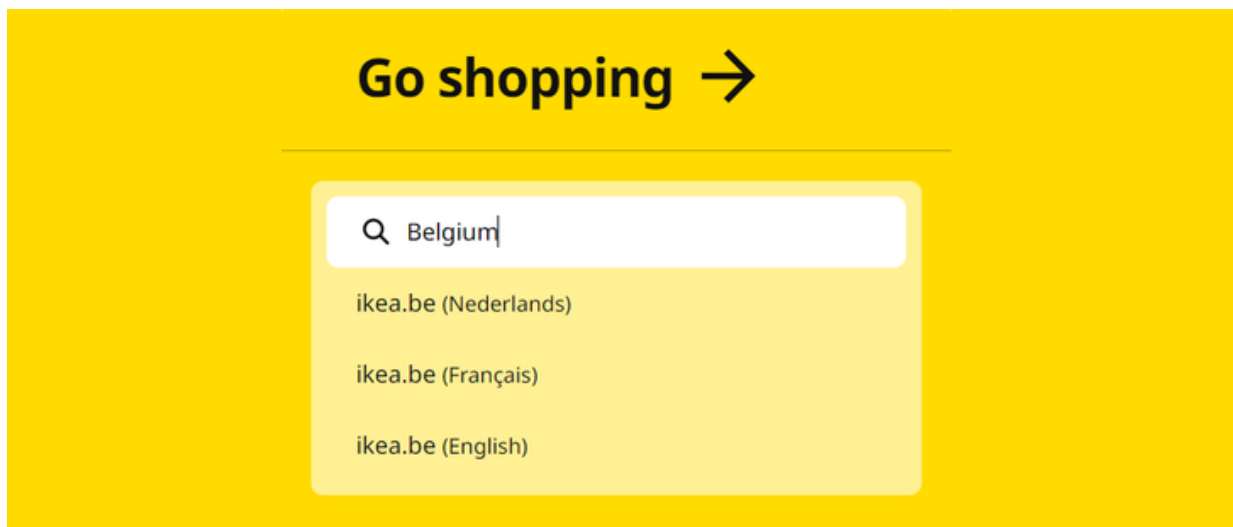 Go shopping →
Belgium
ikea.be (Nederlands)
ikea.be (Français)
ikea.be (English)